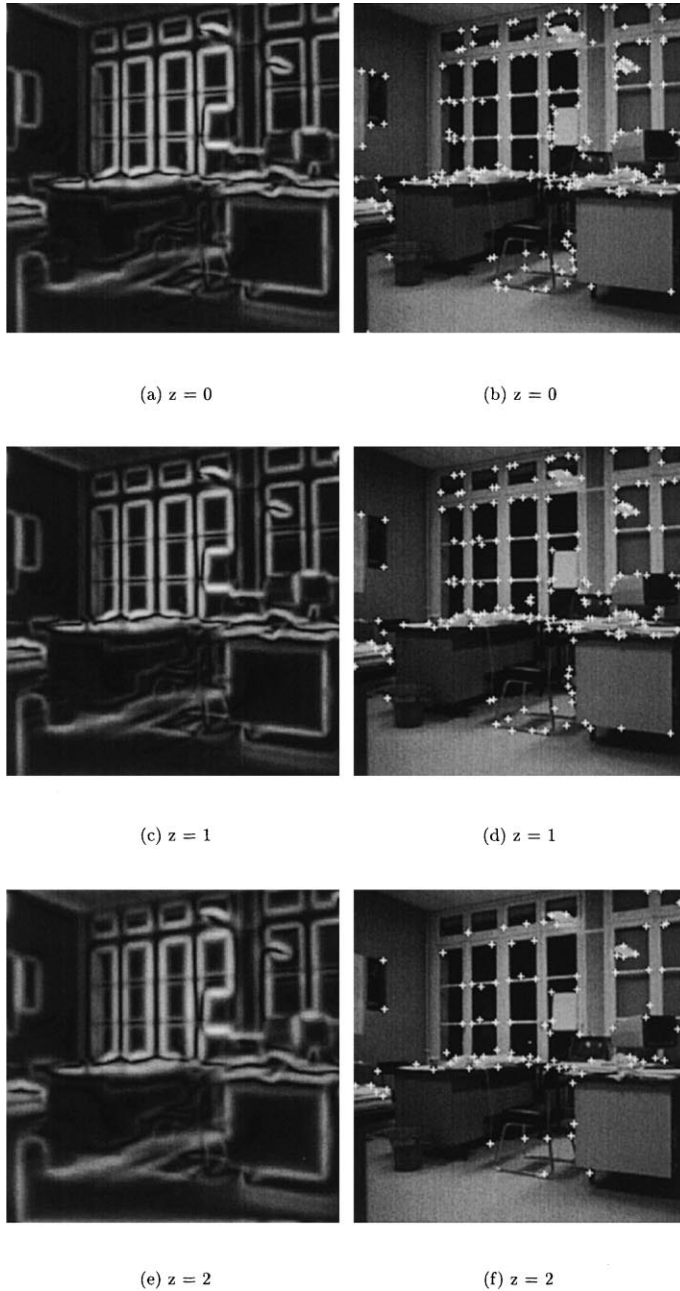 (a) z = 0
(b) z = 0
(c) z = 1
(d) z = 1
(e) z = 2
(f) z = 2